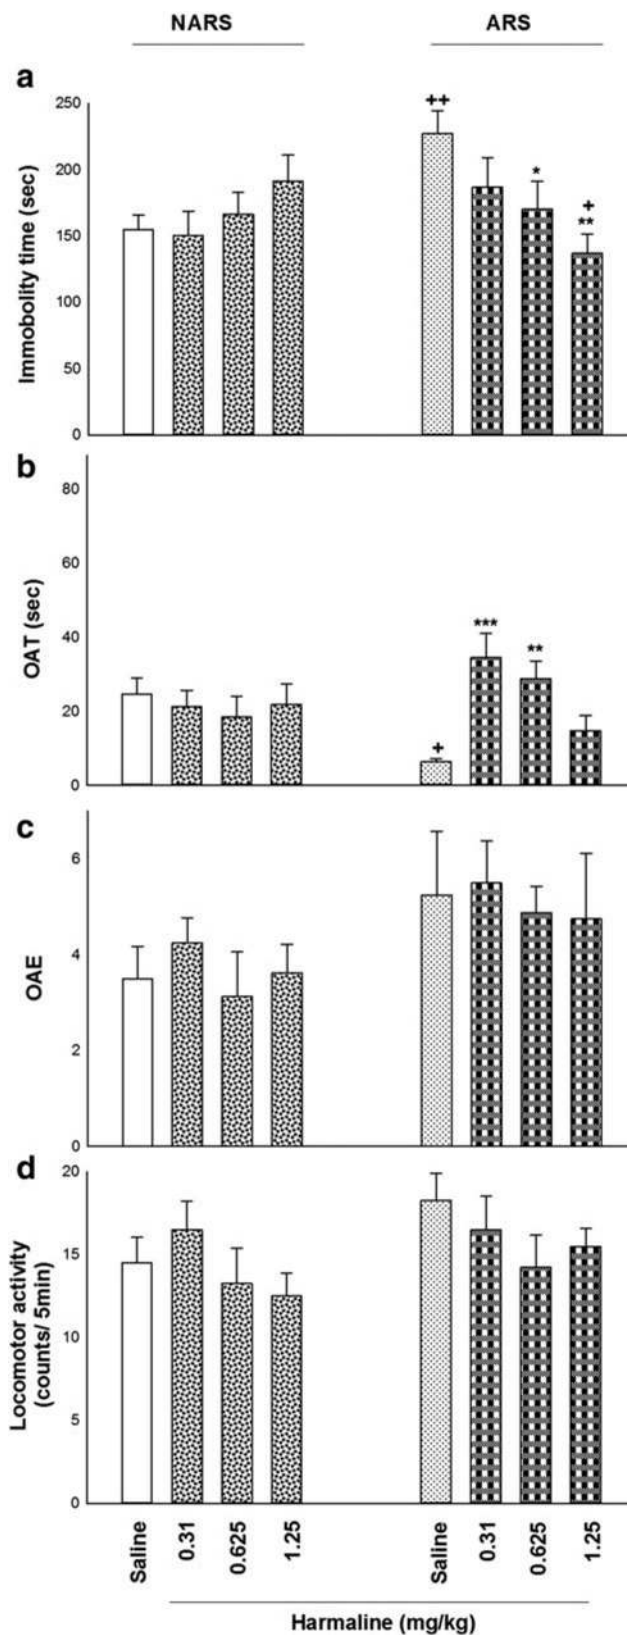 NARS ARS
a
250
200
150
100
50
0
Immobolity time (sec)
++
*
+
**
b
80
60
40
20
0
OAT (sec)
+
***
**
c
6
4
2
0
OAE
d
20
15
10
5
0
Locomotor activity
(counts/ 5min)
Saline 0.31 0.625 1.25 Saline 0.31 0.625 1.25
Harmaline (mg/kg)